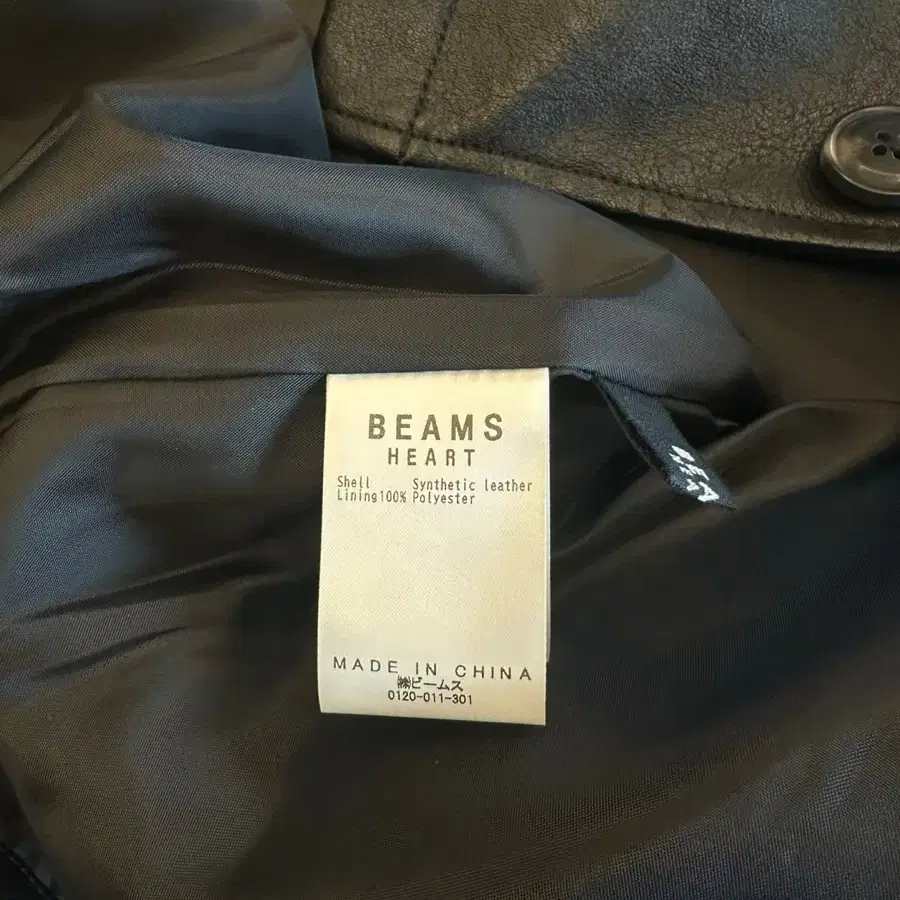 BEAMS
HEART
Shell Synthetic leather
Lining100% Polyester
MADE IN CHINA
㈱ビームス
0120-011-301